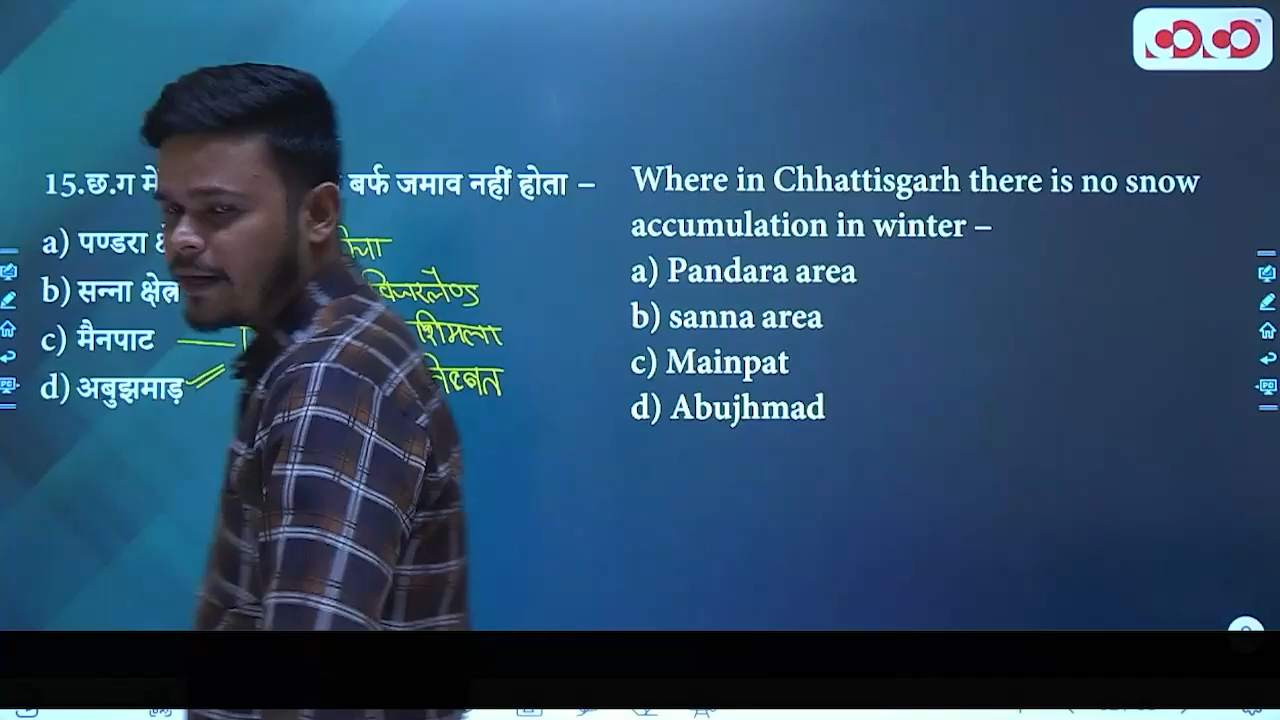 15.छ.ग में बर्फ जमाव नहीं होता –
a) पण्डरा
b) सन्ना क्षेत्र
c) मैनपाट
शिमला
d) अबुझमाड़
तिब्बत
Where in Chhattisgarh there is no snow
accumulation in winter –
a) Pandara area
b) sanna area
c) Mainpat
d) Abujhmad